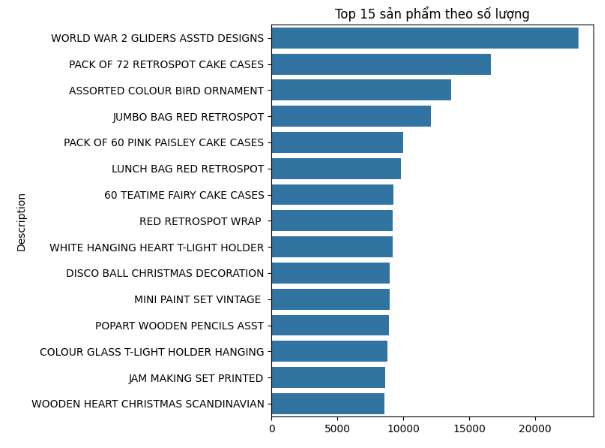 Top 15 sản phẩm theo số lượng
WORLD WAR 2 GLIDERS ASSTD DESIGNS
PACK OF 72 RETROSPOT CAKE CASES
ASSORTED COLOUR BIRD ORNAMENT
JUMBO BAG RED RETROSPOT
PACK OF 60 PINK PAISLEY CAKE CASES
LUNCH BAG RED RETROSPOT
60 TEATIME FAIRY CAKE CASES
RED RETROSPOT WRAP
WHITE HANGING HEART T-LIGHT HOLDER
DISCO BALL CHRISTMAS DECORATION
MINI PAINT SET VINTAGE
POPART WOODEN PENCILS ASST
COLOUR GLASS T-LIGHT HOLDER HANGING
JAM MAKING SET PRINTED
WOODEN HEART CHRISTMAS SCANDINAVIAN
Description
0 5000 10000 15000 20000